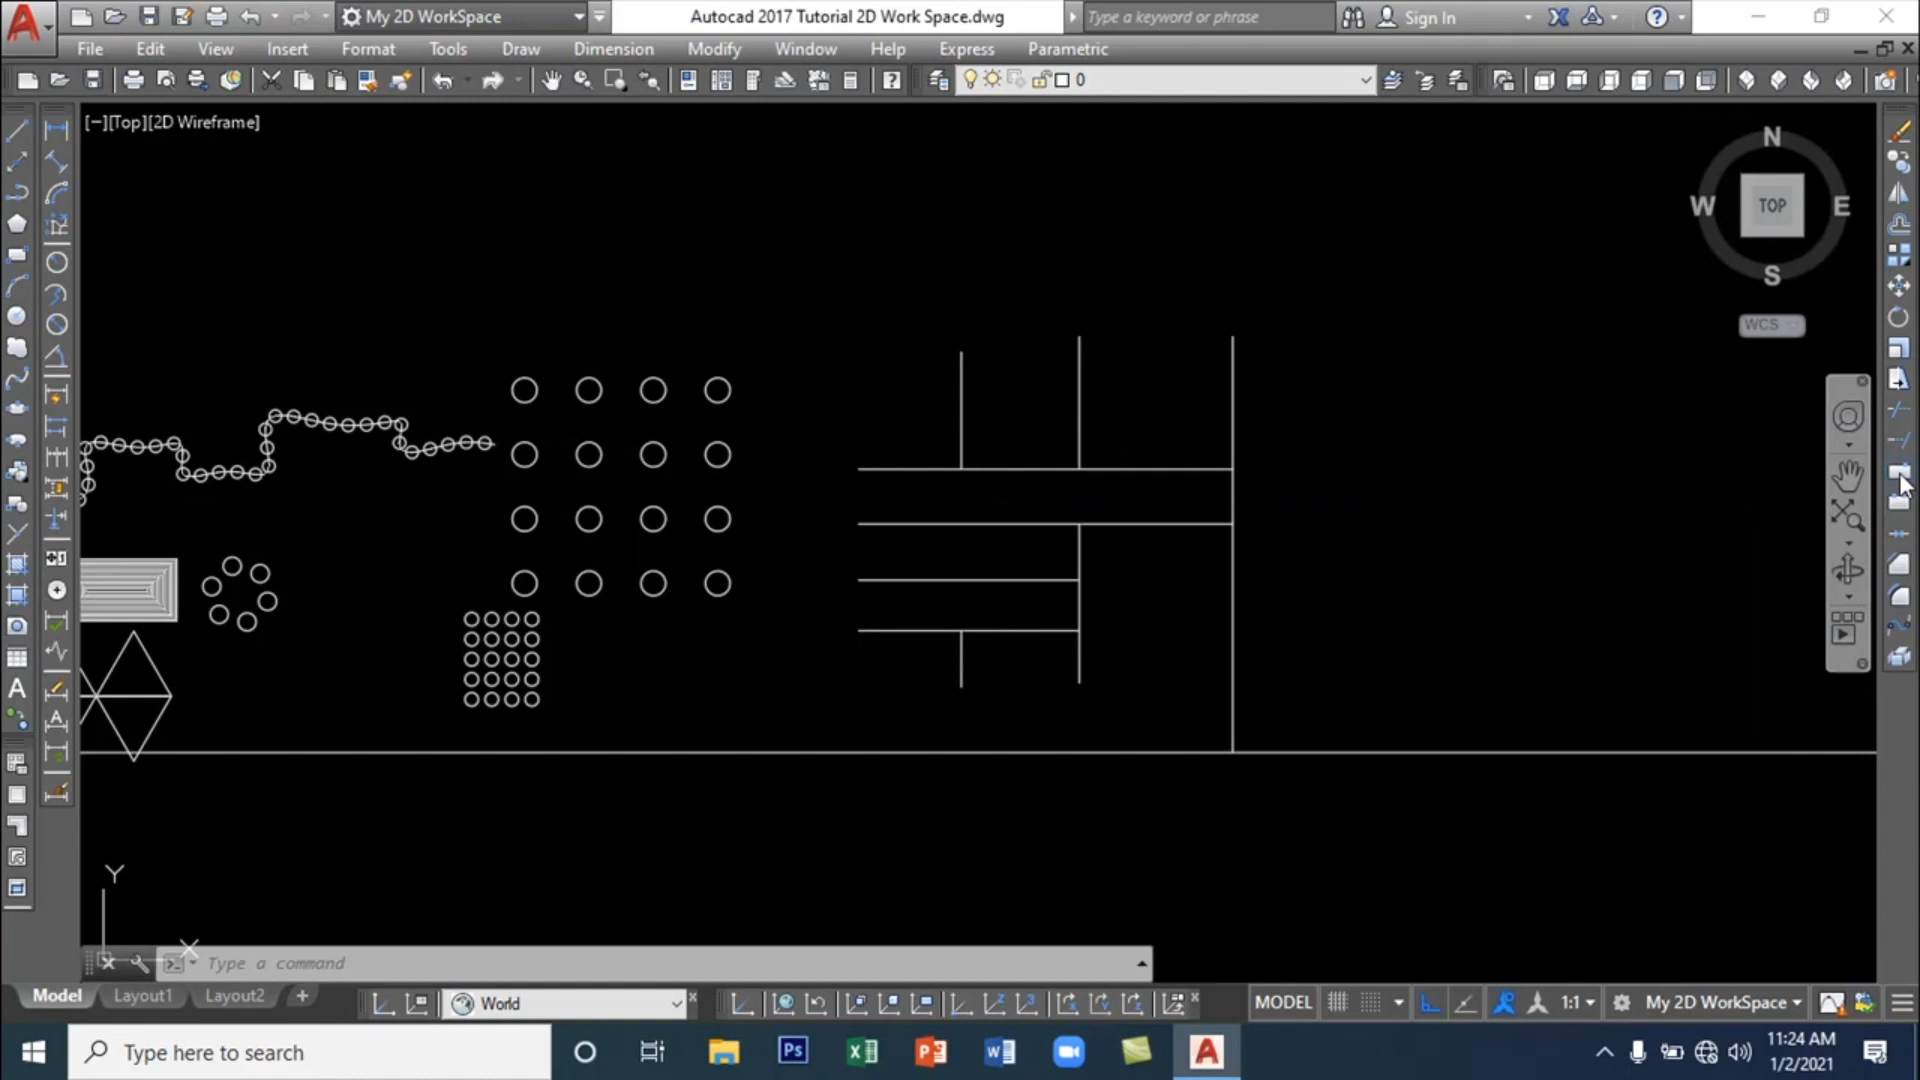 My 2D WorkSpace
Autocad 2017 Tutorial 2D Work Space.dwg
Type a keyword or phrase
Sign In
File Edit View Insert Format Tools Draw Dimension Modify Window Help Express Parametric
0
[−][Top][2D Wireframe]
N
W TOP E
S
WCS
A
A
Y
X
Type a command
Model Layout1 Layout2 +
World
MODEL
1:1
My 2D WorkSpace
Type here to search
Ps
11:24 AM
1/2/2021